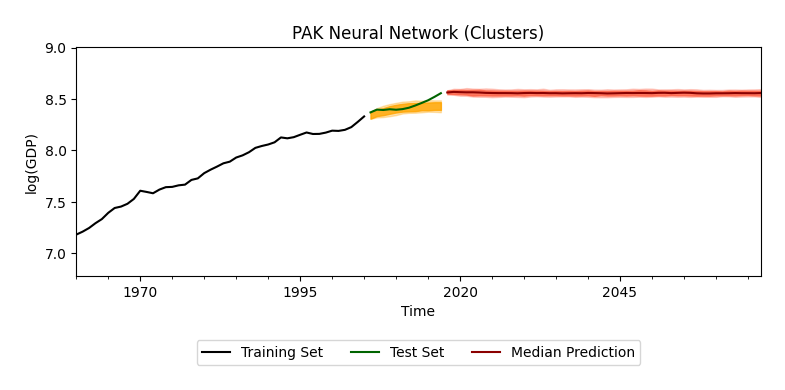 PAK Neural Network (Clusters)
9.0
8.5
8.0
7.5
7.0
log(GDP)
1970 1995 2020 2045
Time
Training Set Test Set Median Prediction